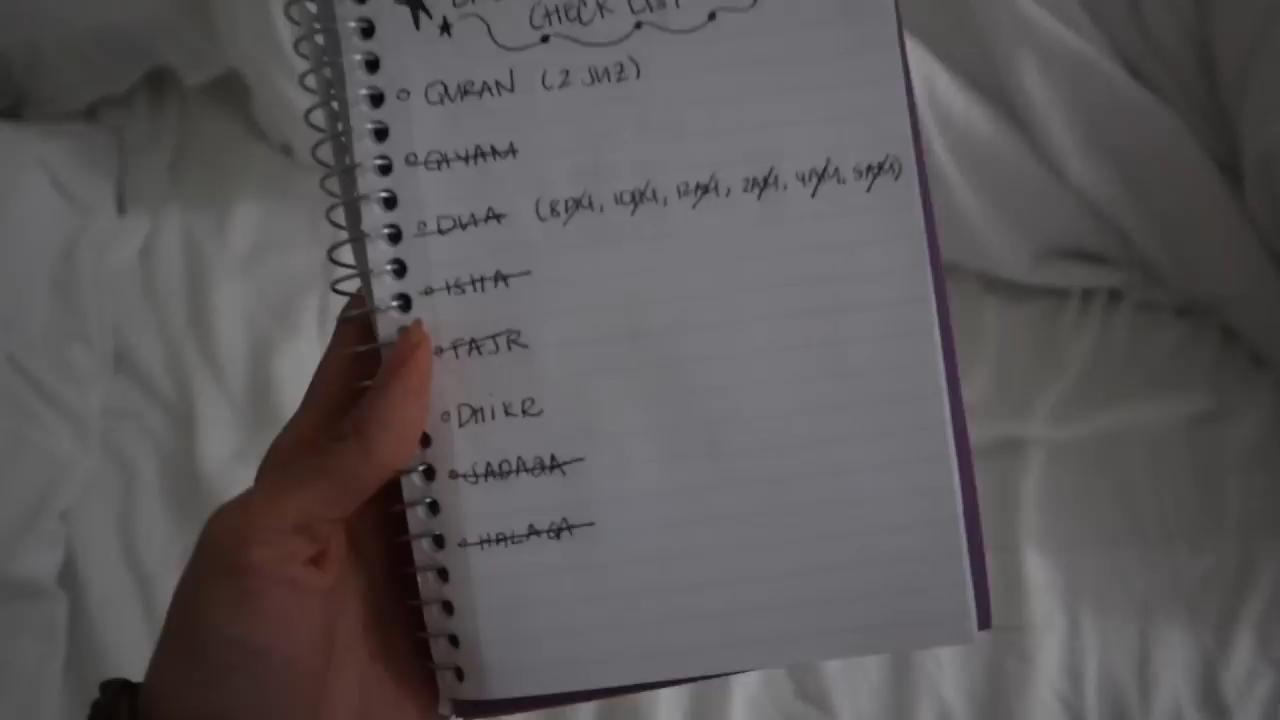 CHECK LIST
QURAN (2 JUZ)
QIYAM
DUA (8PM, 10PM, 12AM, 2AM, 4AM, 5AM)
ISHA
FAJR
DHIKR
SADAQA
HALAQA